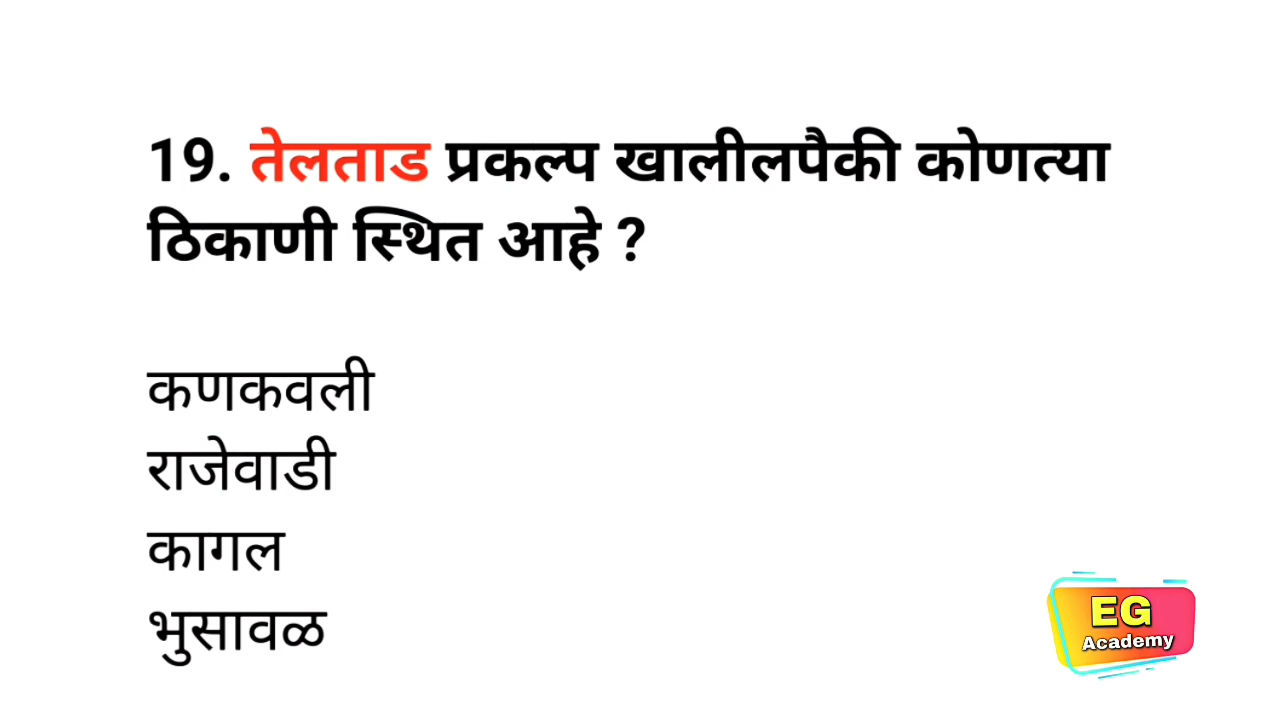 19. तेलताड प्रकल्प खालीलपैकी कोणत्या
ठिकाणी स्थित आहे ?
कणकवली
राजेवाडी
कागल
भुसावळ
EG
Academy